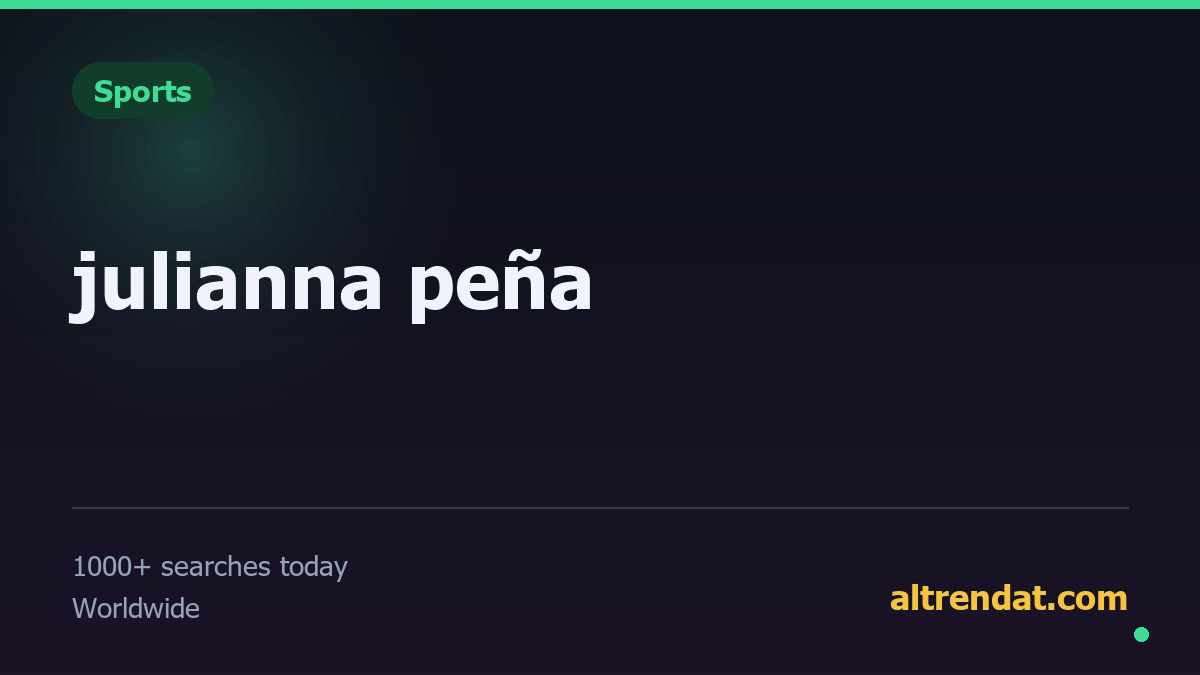 Sports
julianna peña
1000+ searches today
Worldwide
altrendat.com